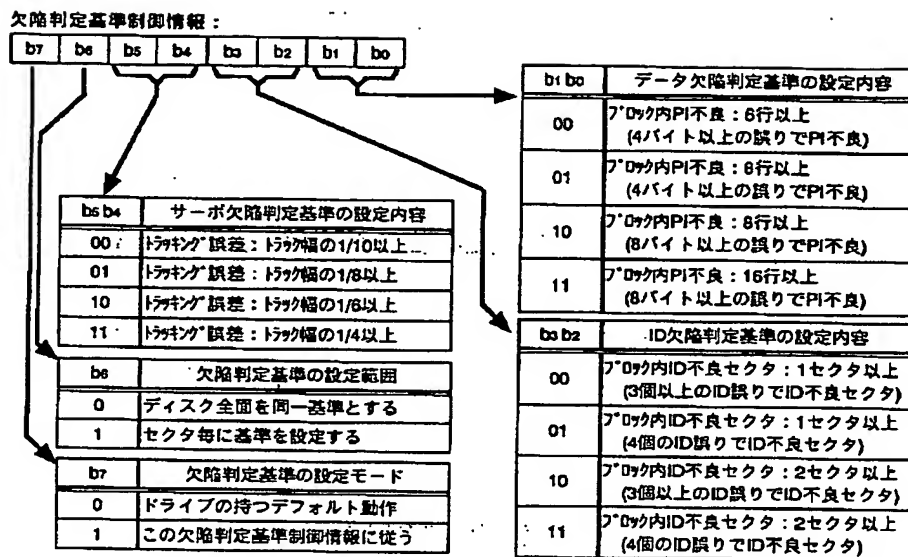 欠陥判定基準制御情報：
b7 b6 b5 b4 b3 b2 b1 b0
b1 b0 データ欠陥判定基準の設定内容
00 ブロック内PI不良：6行以上
(4バイト以上の誤りでPI不良)
01 ブロック内PI不良：8行以上
(4バイト以上の誤りでPI不良)
10 ブロック内PI不良：8行以上
(8バイト以上の誤りでPI不良)
11 ブロック内PI不良：16行以上
(8バイト以上の誤りでPI不良)
b5 b4 サーボ欠陥判定基準の設定内容
00 トラッキング誤差：トラック幅の1/10以上
01 トラッキング誤差：トラック幅の1/8以上
10 トラッキング誤差：トラック幅の1/6以上
11 トラッキング誤差：トラック幅の1/4以上
b3 b2 ID欠陥判定基準の設定内容
00 ブロック内ID不良セクタ：1セクタ以上
(3個以上のID誤りでID不良セクタ)
01 ブロック内ID不良セクタ：1セクタ以上
(4個のID誤りでID不良セクタ)
10 ブロック内ID不良セクタ：2セクタ以上
(3個以上のID誤りでID不良セクタ)
11 ブロック内ID不良セクタ：2セクタ以上
(4個のID誤りでID不良セクタ)
b6 欠陥判定基準の設定範囲
0 ディスク全面を同一基準とする
1 セクタ毎に基準を設定する
b7 欠陥判定基準の設定モード
0 ドライブの持つデフォルト動作
1 この欠陥判定基準制御情報に従う